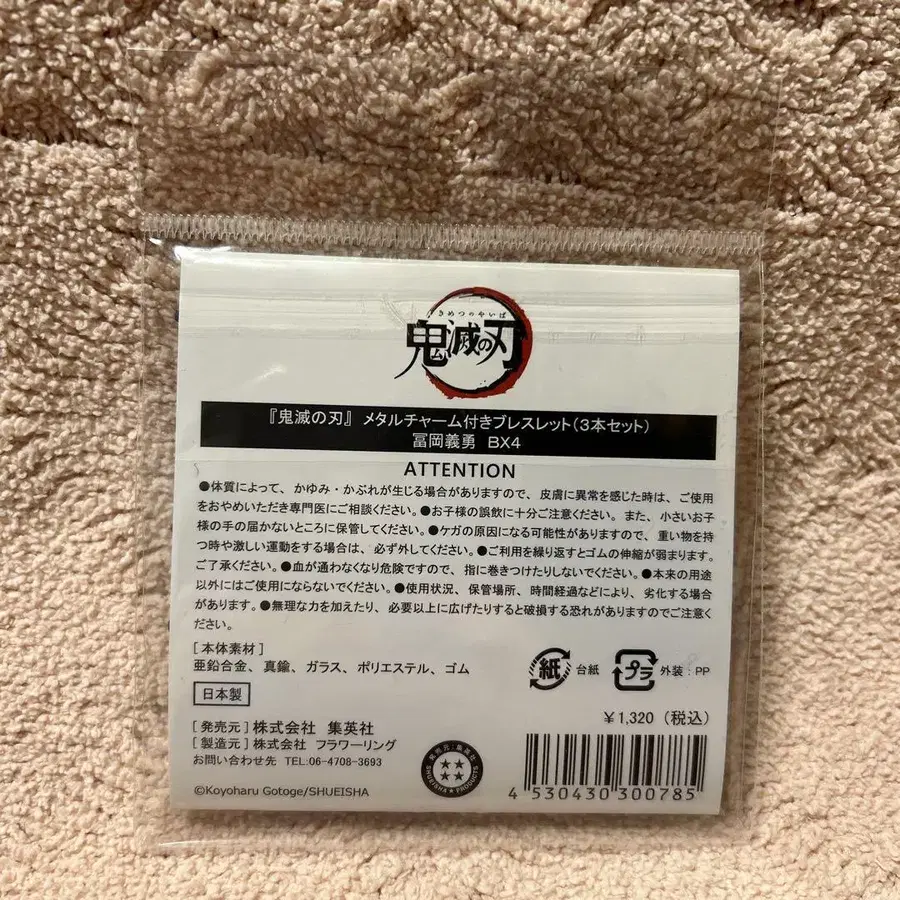 きめつのやいば
鬼滅の刃
『鬼滅の刃』 メタルチャーム付きブレスレット(3本セット)
冨岡義勇 BX4
ATTENTION
●体質によって、かゆみ・かぶれが生じる場合がありますので、皮膚に異常を感じた時は、ご使用
をおやめいただき専門医にご相談ください。●お子様の誤飲に十分ご注意ください。また、小さいお子
様の手の届かないところに保管してください。●ケガの原因になる可能性がありますので、重い物を持
つ時や激しい運動をする場合は、必ず外してください。●ご利用を繰り返すとゴムの伸縮が弱まります。
ご了承ください。●血が通わなくなり危険ですので、指に巻きつけたりしないでください。●本来の用途
以外にはご使用にならないでください。●使用状況、保管場所、時間経過などにより、劣化する場合
があります。●無理な力を加えたり、必要以上に広げたりすると破損する恐れがありますのでご注意く
ださい。
[本体素材]
亜鉛合金、真鍮、ガラス、ポリエステル、ゴム
紙 台紙 プラ 外装:PP
日本製
¥1,320 (税込)
[発売元] 株式会社 集英社
[製造元] 株式会社 フラワーリング
お問い合わせ先 TEL:06-4708-3693
発売元:集英社
SHUEISHA★PRODUCTS
4 530430 300785
©Koyoharu Gotoge/SHUEISHA